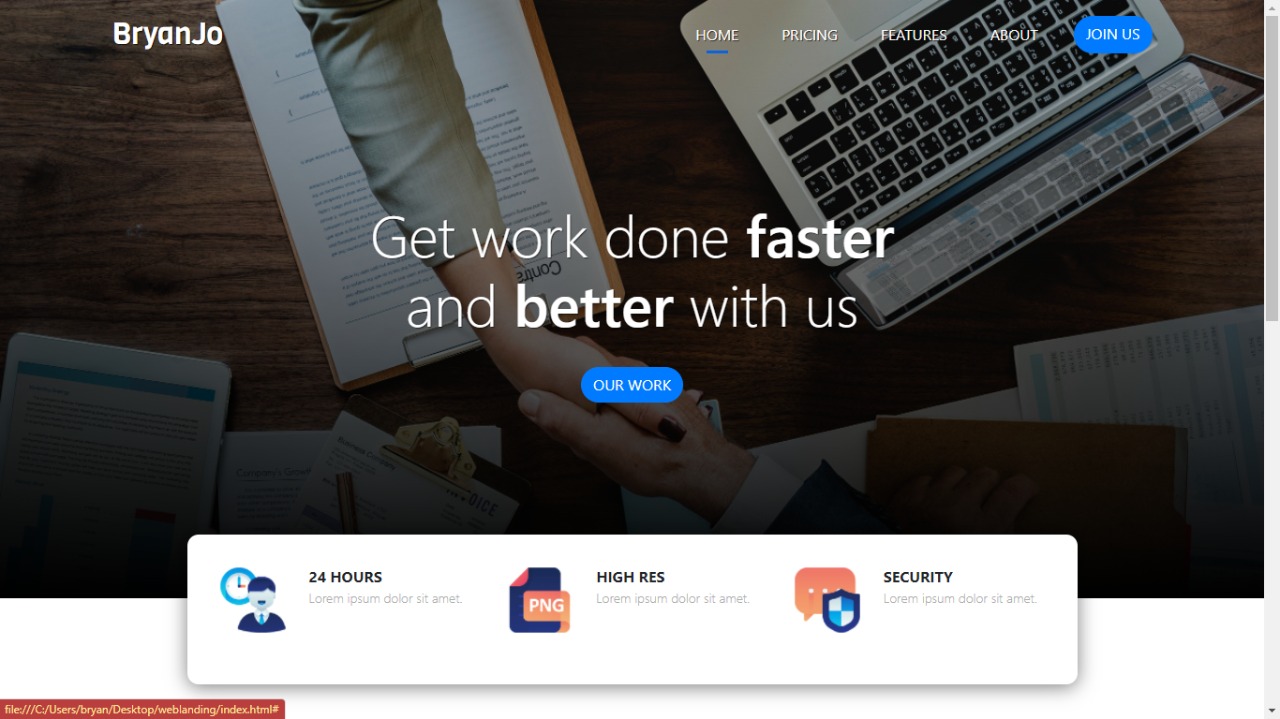 BryanJo
HOME PRICING FEATURES ABOUT JOIN US
Get work done faster
and better with us
OUR WORK
24 HOURS
Lorem ipsum dolor sit amet.
PNG
HIGH RES
Lorem ipsum dolor sit amet.
SECURITY
Lorem ipsum dolor sit amet.
file:///C:/Users/bryan/Desktop/weblanding/index.html#